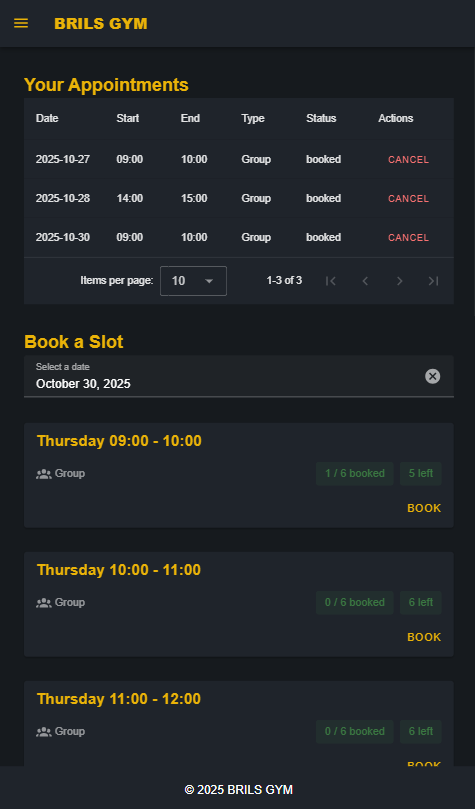 BRILS GYM
Your Appointments
Date Start End Type Status Actions
2025-10-27 09:00 10:00 Group booked CANCEL
2025-10-28 14:00 15:00 Group booked CANCEL
2025-10-30 09:00 10:00 Group booked CANCEL
Items per page: 10 1-3 of 3
Book a Slot
Select a date
October 30, 2025
Thursday 09:00 - 10:00
Group 1 / 6 booked 5 left
BOOK
Thursday 10:00 - 11:00
Group 0 / 6 booked 6 left
BOOK
Thursday 11:00 - 12:00
Group 0 / 6 booked 6 left
BOOK
© 2025 BRILS GYM